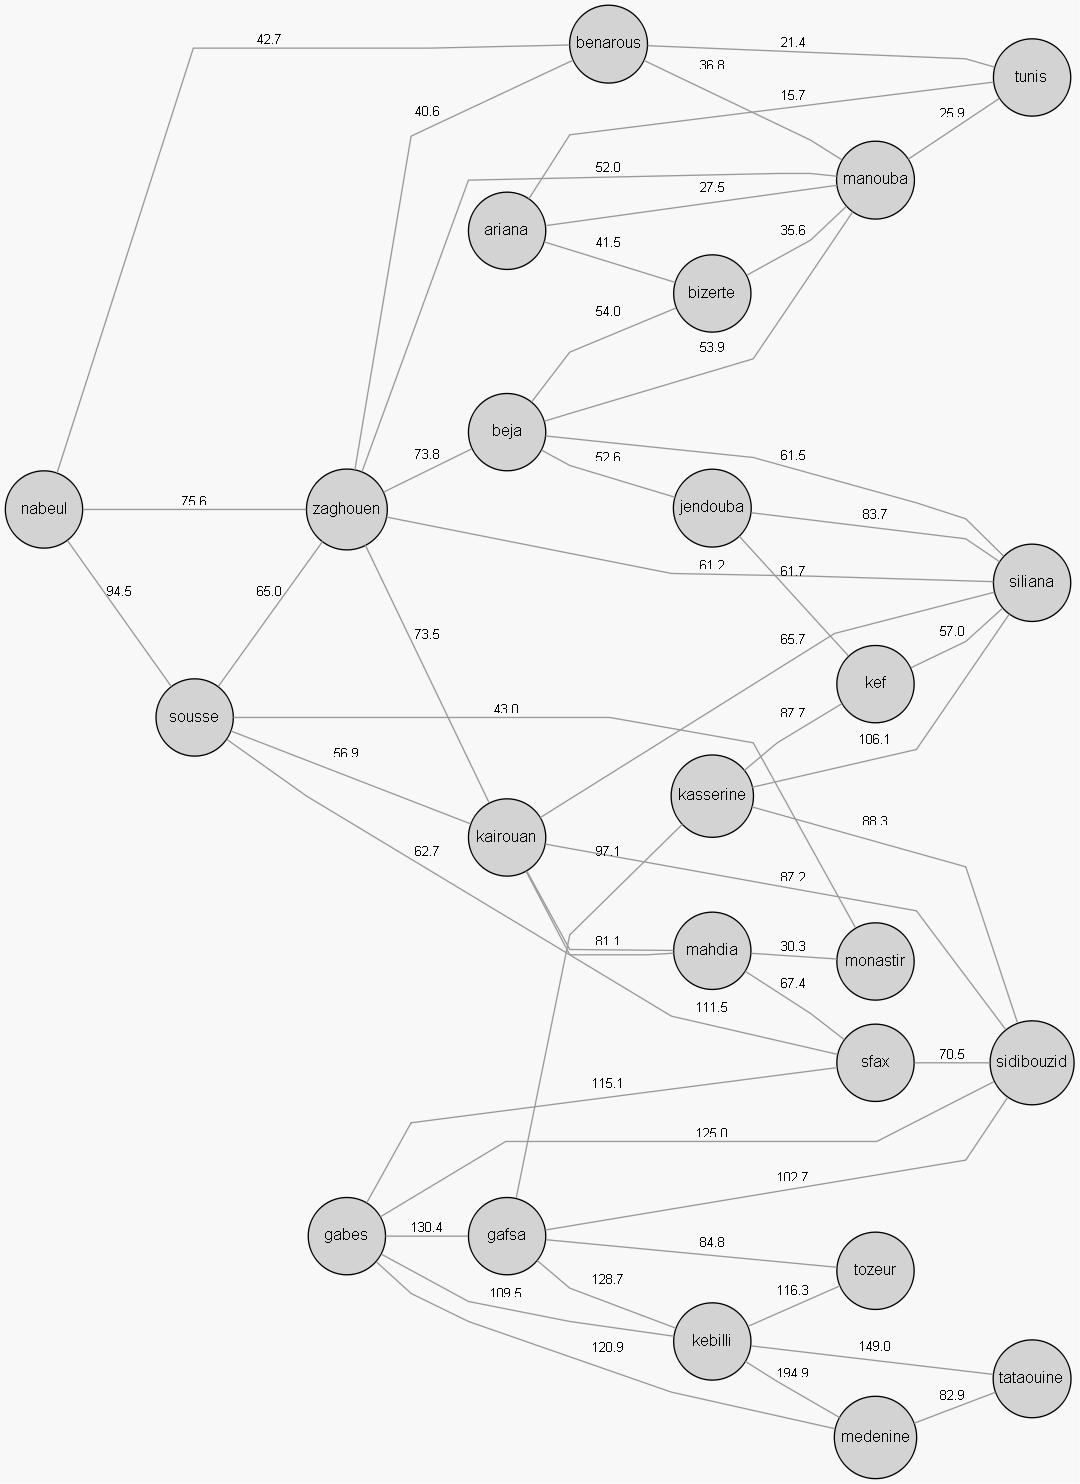 benarous
42.7
21.4
36.8
tunis
15.7
40.6
25.9
52.0
manouba
27.5
ariana
41.5
35.6
bizerte
54.0
53.9
beja
73.8
52.6
61.5
nabeul
75.6
zaghouen
jendouba
83.7
61.2
61.7
siliana
94.5
65.0
73.5
65.7
57.0
kef
sousse
43.0
87.7
56.9
106.1
kasserine
88.3
kairouan
62.7
97.1
87.2
81.1
mahdia
30.3
monastir
67.4
111.5
sfax
70.5
sidibouzid
115.1
125.0
102.7
gabes
130.4
gafsa
84.8
tozeur
109.5
128.7
116.3
kebilli
120.9
149.0
194.9
tataouine
82.9
medenine